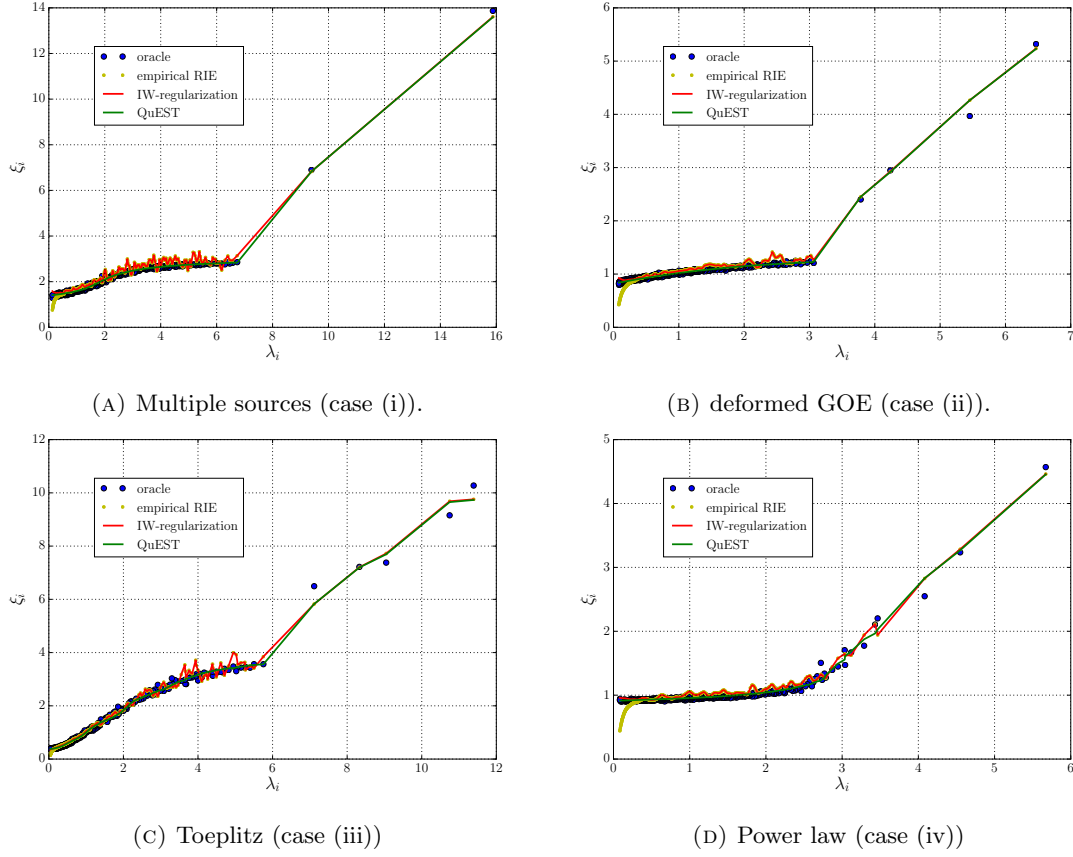 14
12
10
8
6
4
2
0
ξi
oracle
empirical RIE
IW-regularization
QuEST
0 2 4 6 8 10 12 14 16
λi
(A) Multiple sources (case (i)).
6
5
4
3
2
1
0
ξi
oracle
empirical RIE
IW-regularization
QuEST
0 1 2 3 4 5 6 7
λi
(B) deformed GOE (case (ii)).
12
10
8
6
4
2
0
ξi
oracle
empirical RIE
IW-regularization
QuEST
0 2 4 6 8 10 12
λi
(C) Toeplitz (case (iii))
5
4
3
2
1
0
ξi
oracle
empirical RIE
IW-regularization
QuEST
0 1 2 3 4 5 6
λi
(D) Power law (case (iv))